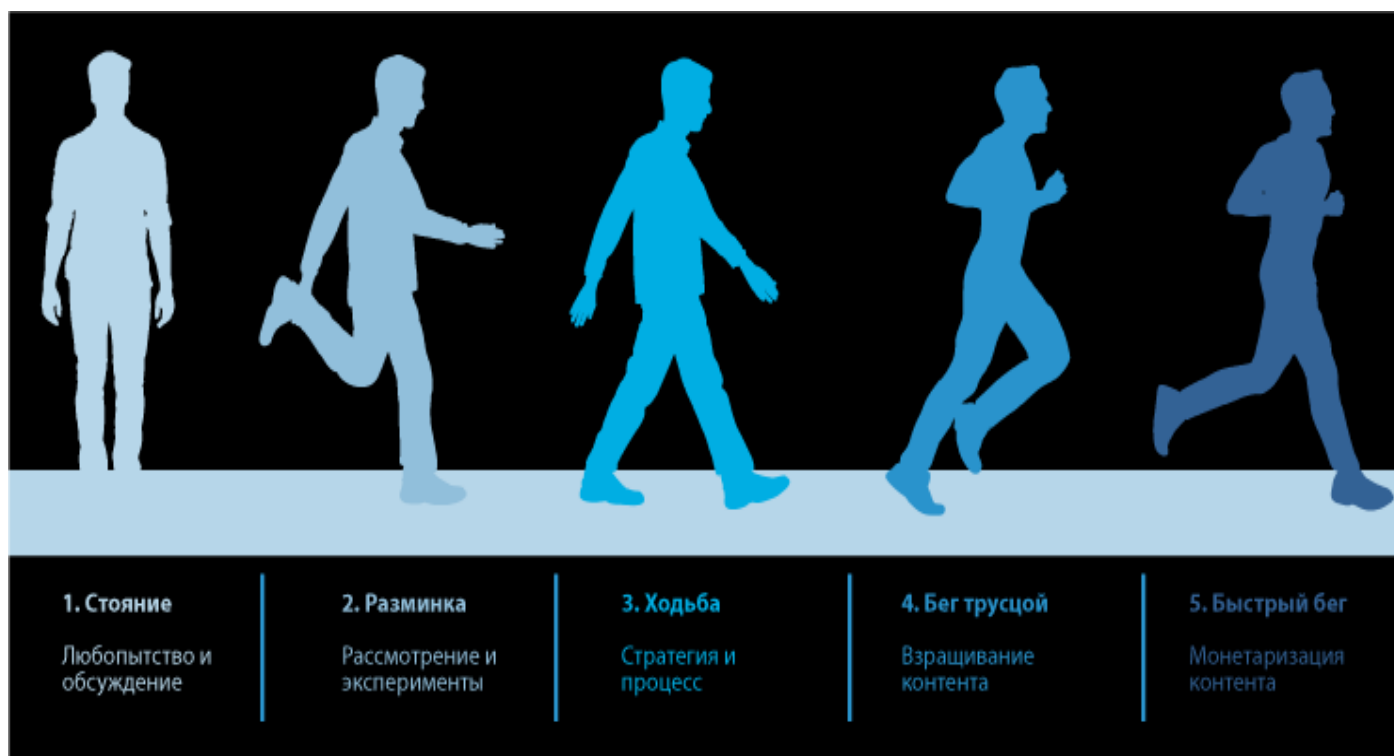 1. Стояние
Любопытство и
обсуждение
2. Разминка
Рассмотрение и
эксперименты
3. Ходьба
Стратегия и
процесс
4. Бег трусцой
Взращивание
контента
5. Быстрый бег
Монетаризация
контента